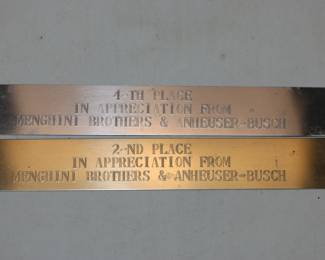 4-TH PLACE
IN APPRECIATION FROM
MENGHINI BROTHERS & ANHEUSER-BUSCH
2-ND PLACE
IN APPRECIATION FROM
MENGHINI BROTHERS & ANHEUSER-BUSCH